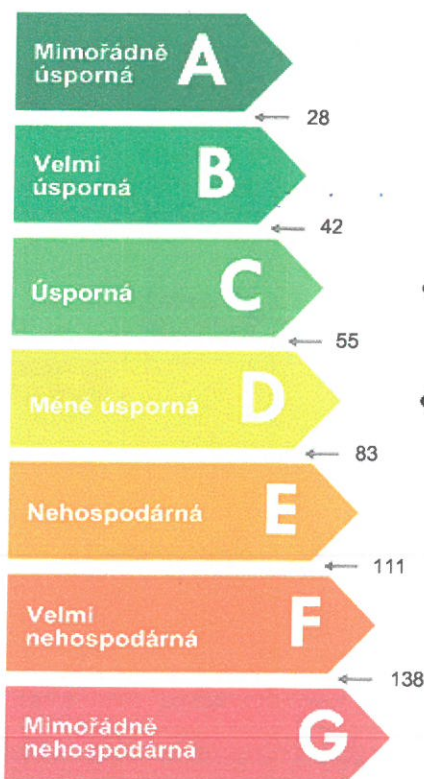 Mimořádně
úsporná
A
28
Velmi
úsporná
B
42
Úsporná
C
55
Méně úsporná
D
83
Nehospodárná
E
111
Velmi
nehospodárná
F
138
Mimořádně
nehospodárná
G